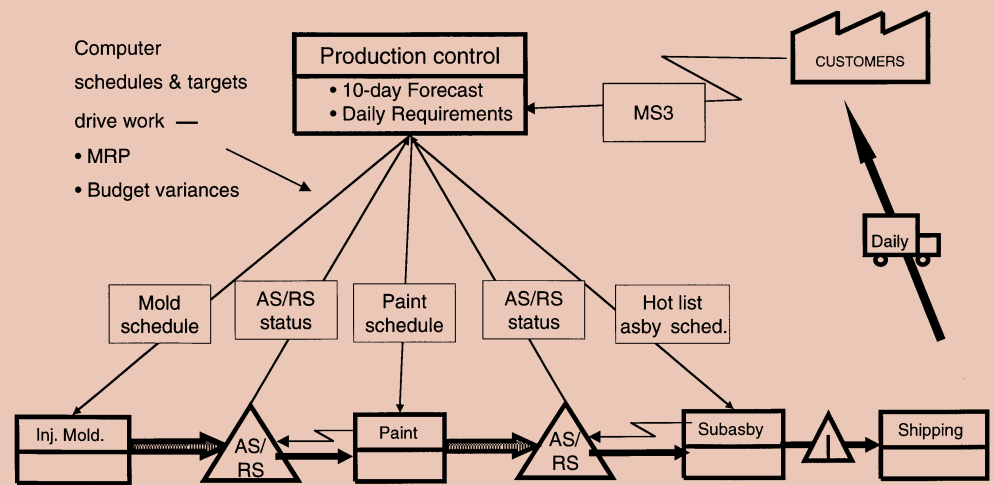 Computer
schedules & targets
drive work —
• MRP
• Budget variances
Production control
• 10-day Forecast
• Daily Requirements
MS3
CUSTOMERS
Daily
Mold
schedule
AS/RS
status
Paint
schedule
AS/RS
status
Hot list
asby sched.
Inj. Mold.
AS/
RS
Paint
AS/
RS
Subasby
I
Shipping